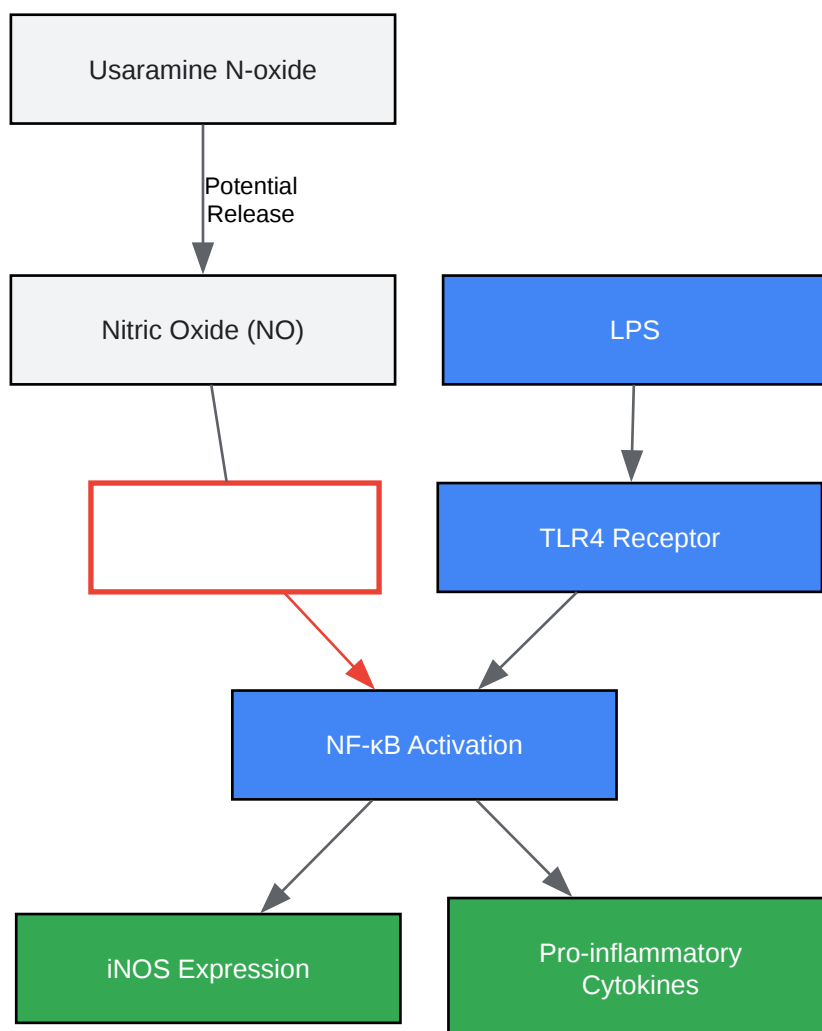 Usaramine N-oxide
Potential
Release
Nitric Oxide (NO)
LPS
TLR4 Receptor
NF-κB Activation
iNOS Expression
Pro-inflammatory
Cytokines